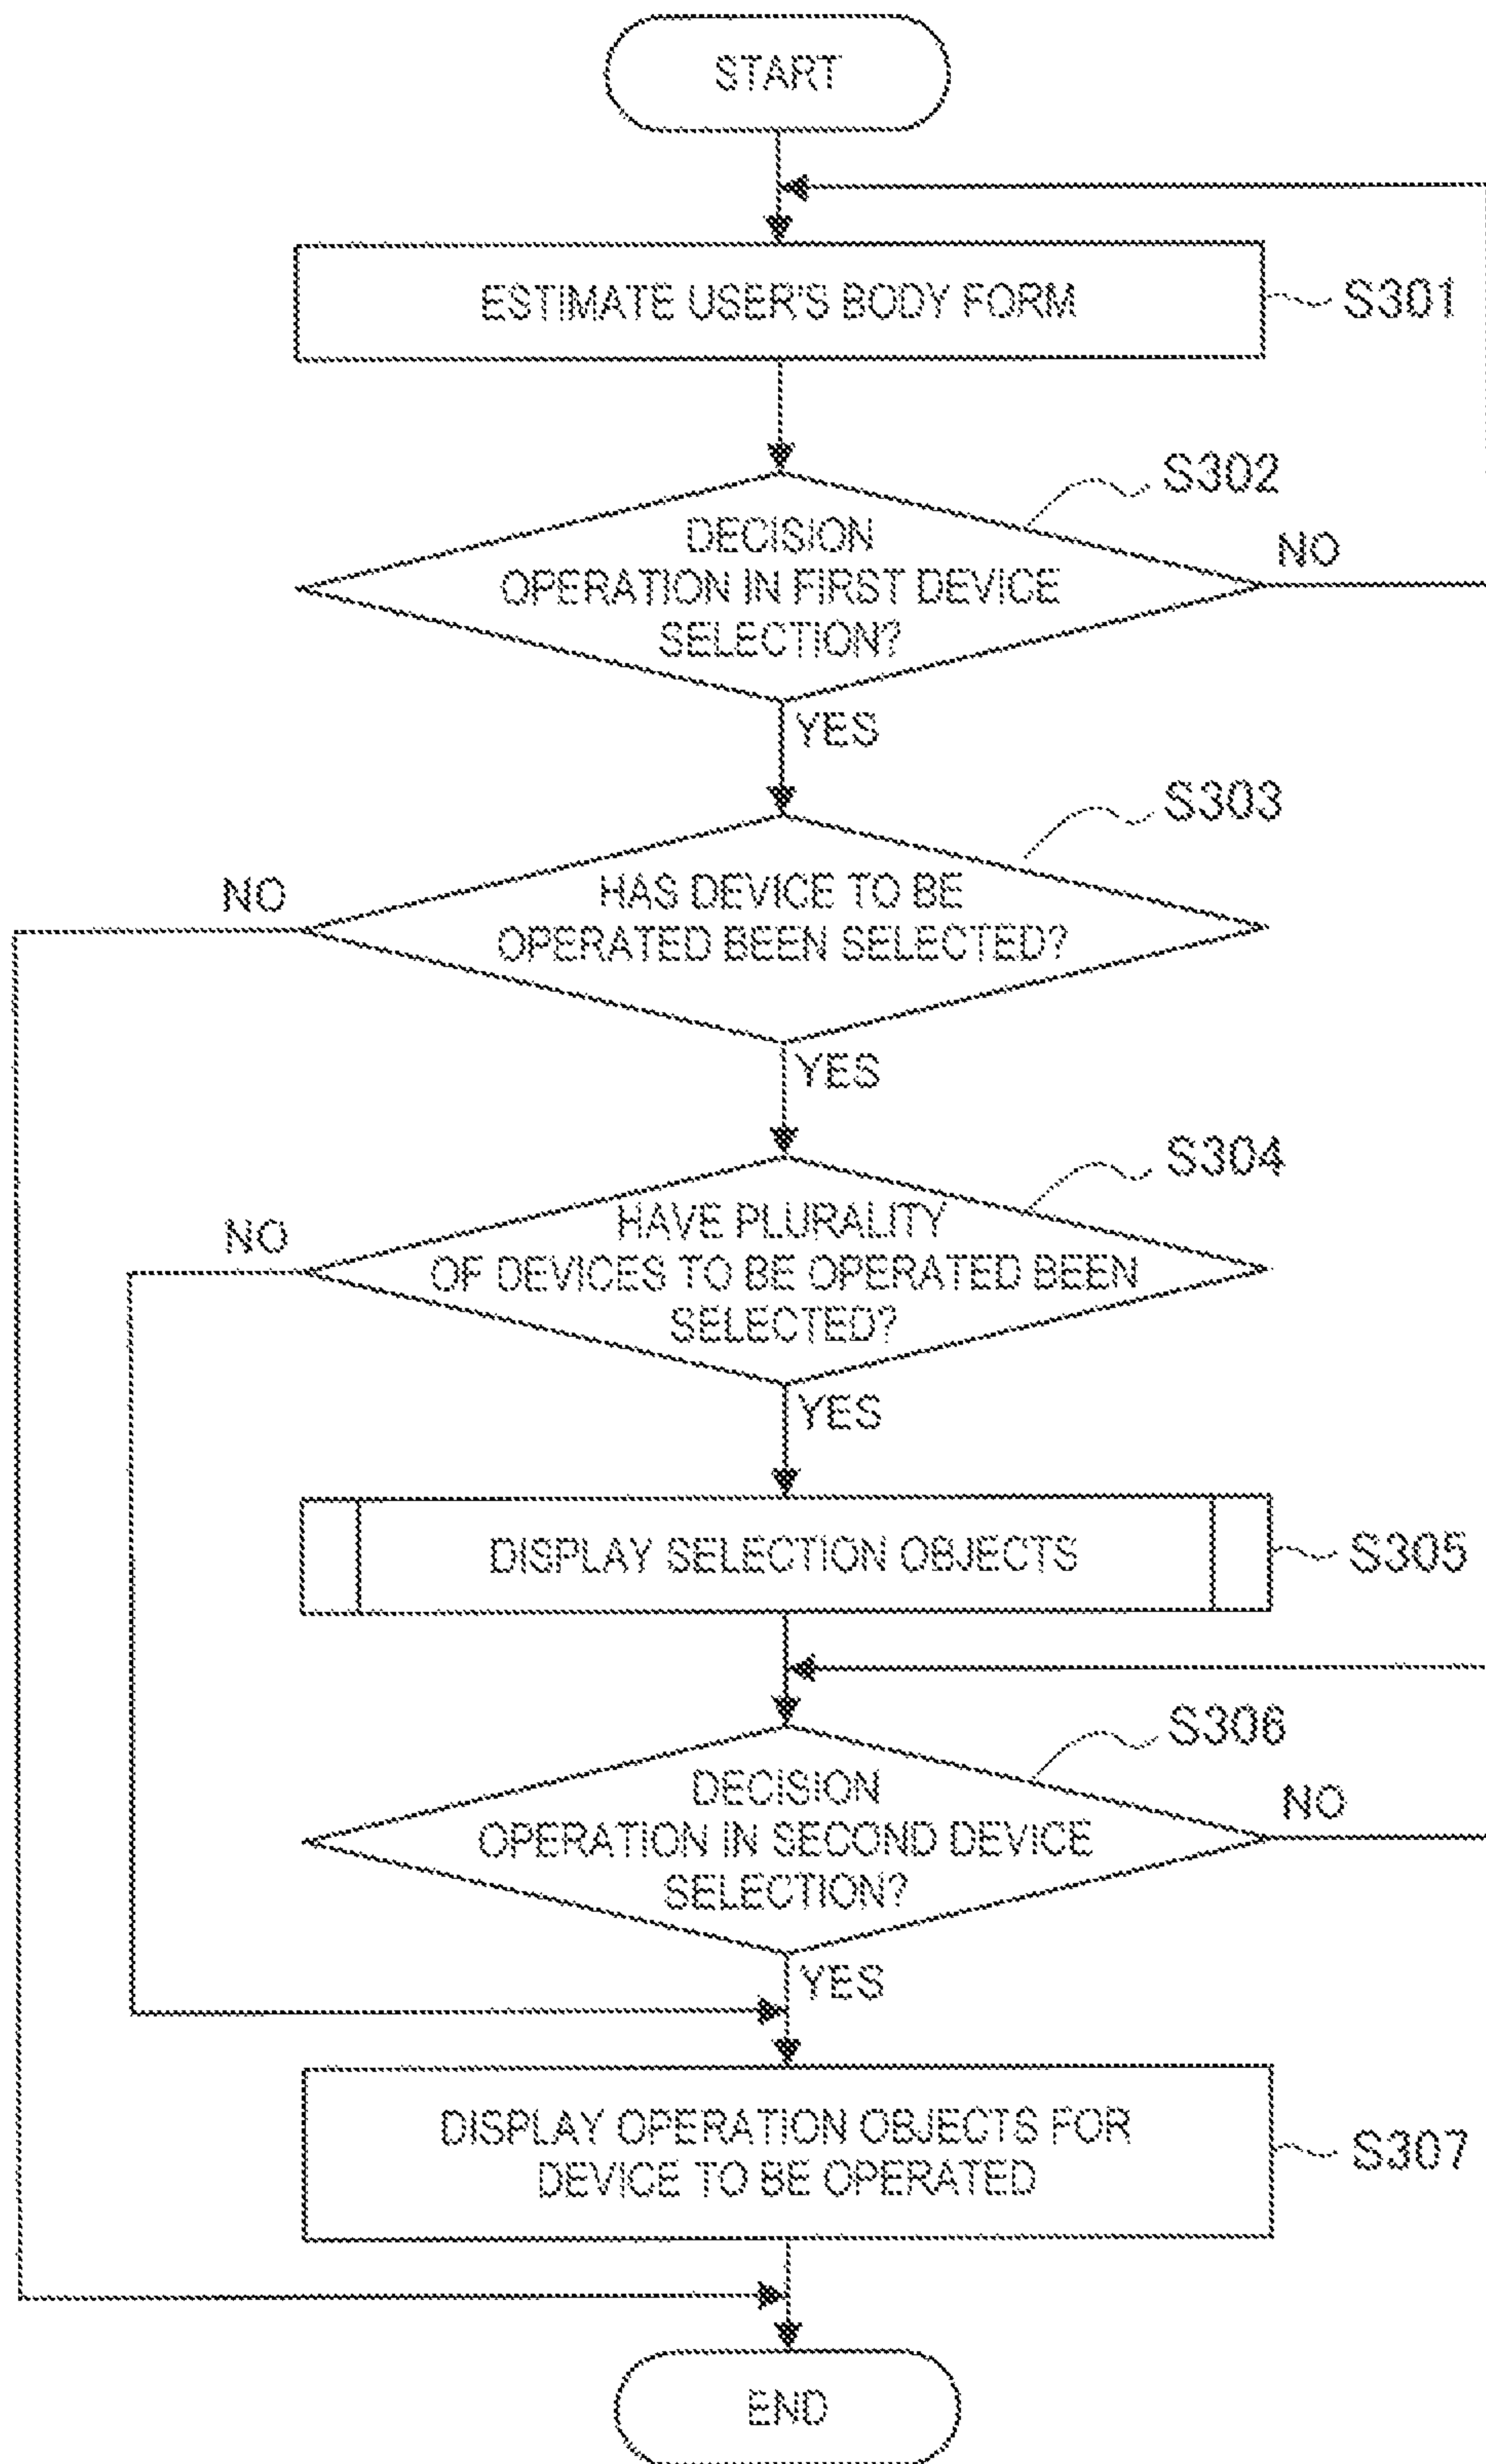 START
ESTIMATE USER'S BODY FORM
S301
S302
DECISION
OPERATION IN FIRST DEVICE
SELECTION?
NO
YES
S303
HAS DEVICE TO BE
OPERATED BEEN SELECTED?
NO
YES
S304
HAVE PLURALITY
OF DEVICES TO BE OPERATED BEEN
SELECTED?
NO
YES
DISPLAY SELECTION OBJECTS
S305
S306
DECISION
OPERATION IN SECOND DEVICE
SELECTION?
NO
YES
DISPLAY OPERATION OBJECTS FOR
DEVICE TO BE OPERATED
S307
END